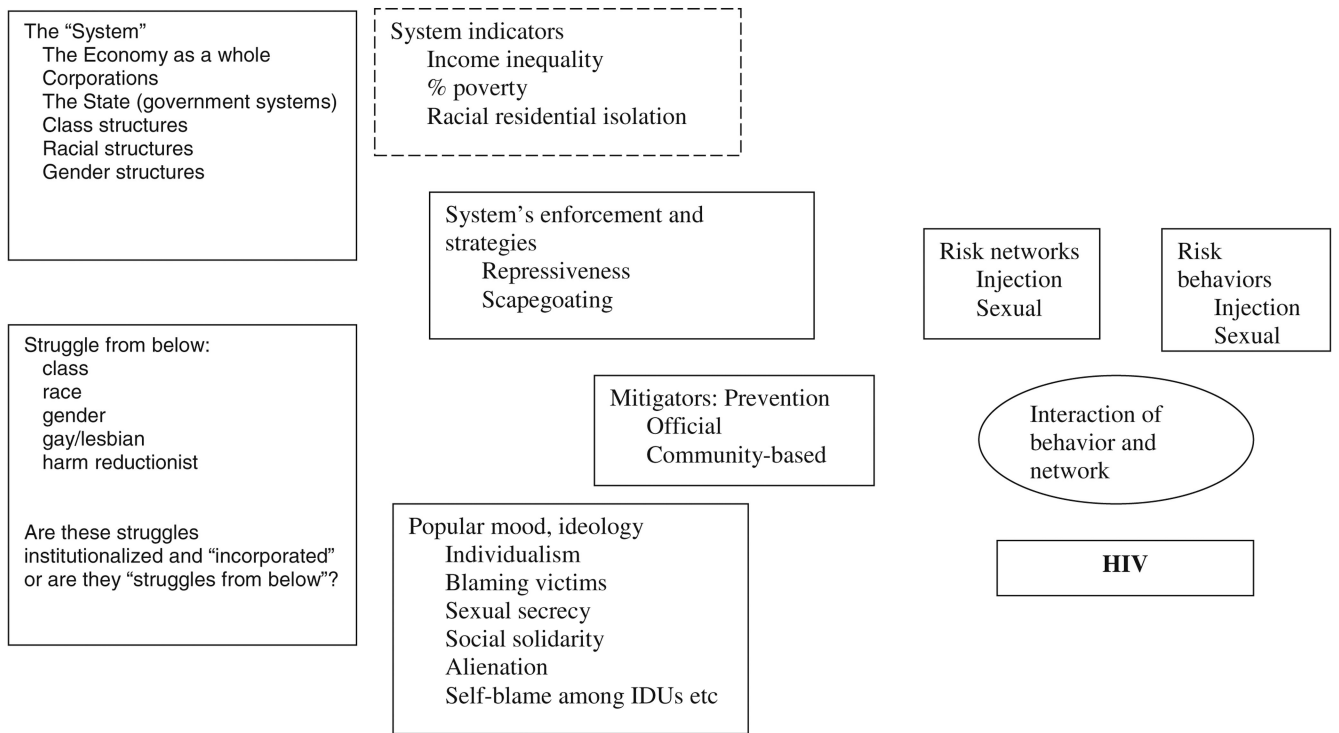 The “System”
The Economy as a whole
Corporations
The State (government systems)
Class structures
Racial structures
Gender structures
System indicators
Income inequality
% poverty
Racial residential isolation
System’s enforcement and
strategies
Repressiveness
Scapegoating
Risk networks
Injection
Sexual
Risk
behaviors
Injection
Sexual
Struggle from below:
class
race
gender
gay/lesbian
harm reductionist
Are these struggles
institutionalized and “incorporated”
or are they “struggles from below”?
Mitigators: Prevention
Official
Community-based
Interaction of
behavior and
network
Popular mood, ideology
Individualism
Blaming victims
Sexual secrecy
Social solidarity
Alienation
Self-blame among IDUs etc
HIV